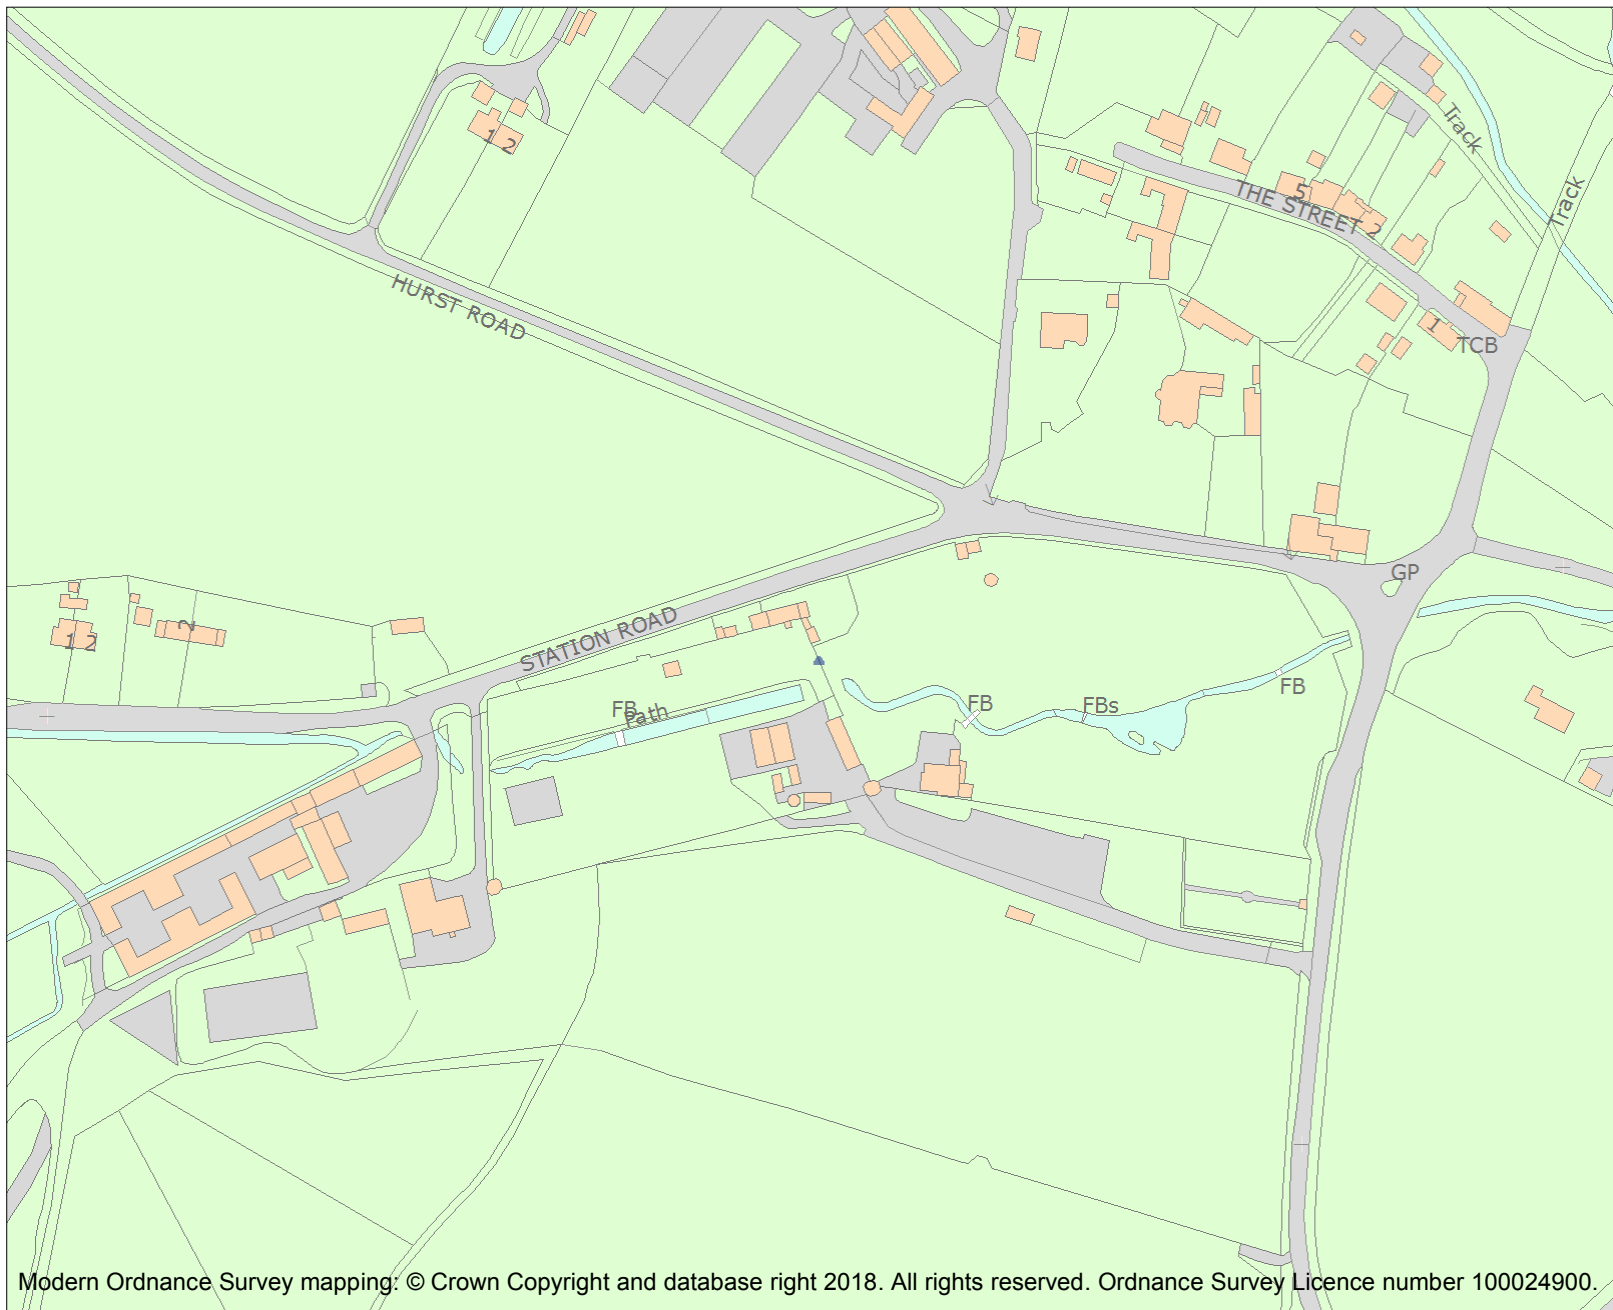 1 2
Track
Track
5
THE STREET 2
HURST ROAD
1
TCB
GP
STATION ROAD
2
1 2
FB
Path
FB
FBs
FB
Modern Ordnance Survey mapping: © Crown Copyright and database right 2018. All rights reserved. Ordnance Survey Licence number 100024900.